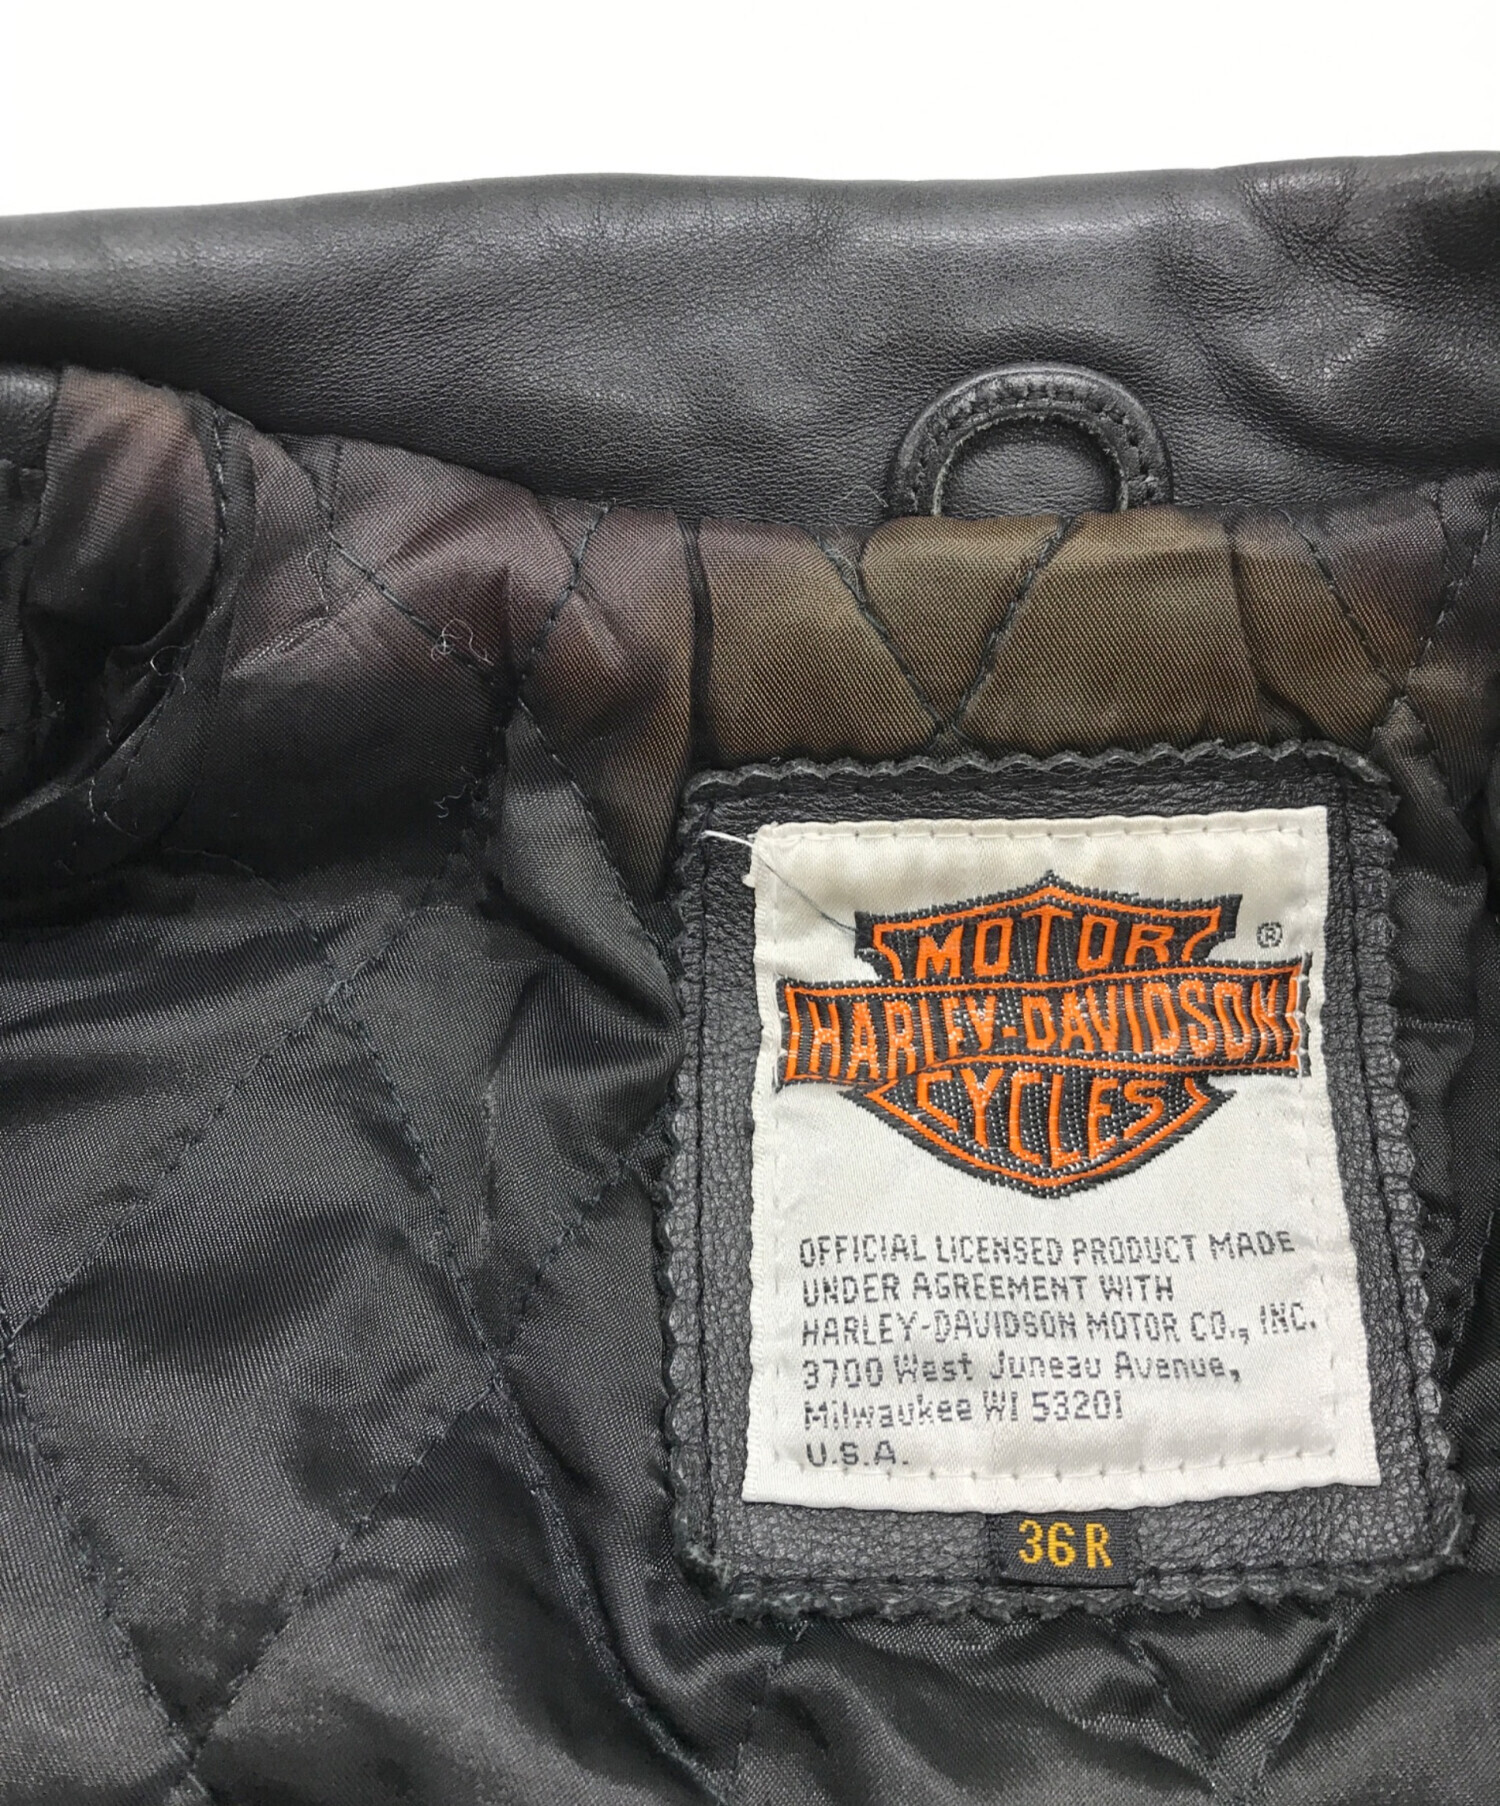 MOTOR
®
HARLEY-DAVIDSON
CYCLES
OFFICIAL LICENSED PRODUCT MADE
UNDER AGREEMENT WITH
HARLEY-DAVIDSON MOTOR CO., INC.
3700 West Juneau Avenue,
Milwaukee WI 53201
U.S.A.
36R